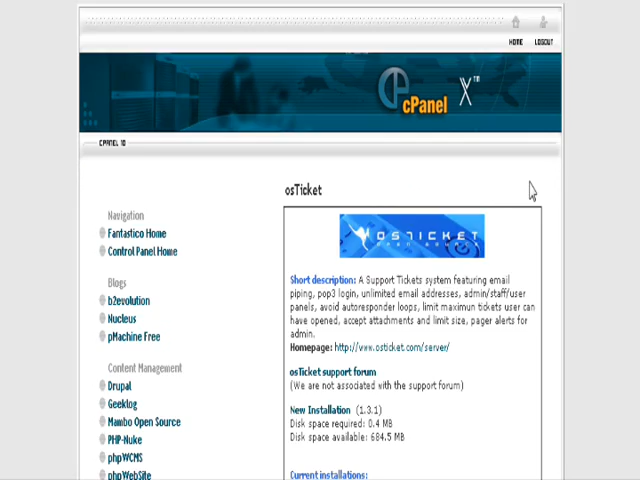 HOME LOGOUT
cPanel X™
CPANEL 10
osTicket
Navigation
Fantastico Home
Control Panel Home
Blogs
b2evolution
Nucleus
pMachine Free
Content Management
Drupal
Geeklog
Mambo Open Source
PHP-Nuke
phpWCMS
phpWebSite
OSTICKET
OPEN SOURCE
Short description: A Support Tickets system featuring email
piping, pop3 login, unlimited email addresses, admin/staff/user
panels, avoid autoresponder loops, limit maximun tickets user can
have opened, accept attachments and limit size, pager alerts for
admin.
Homepage: http://www.osticket.com/server/
osTicket support forum
(We are not associated with the support forum)
New Installation (1.3.1)
Disk space required: 0.4 MB
Disk space available: 684.5 MB
Current installations: